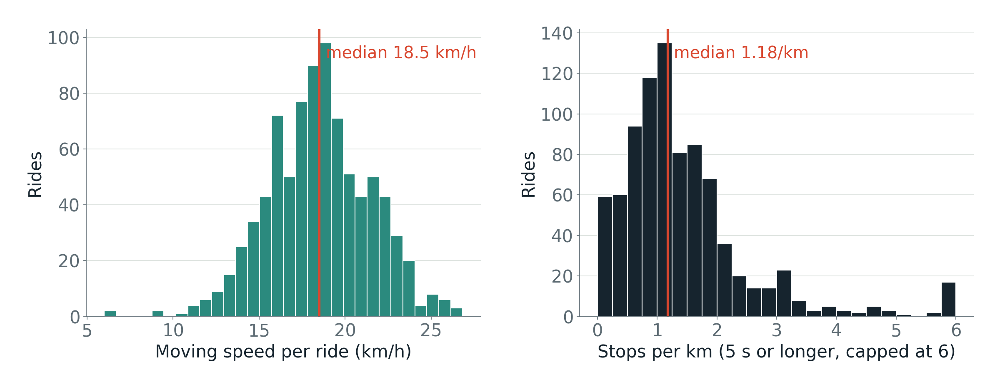 100
80
60
40
20
0
Rides
median 18.5 km/h
5 10 15 20 25
Moving speed per ride (km/h)
140
120
100
80
60
40
20
0
Rides
median 1.18/km
0 1 2 3 4 5 6
Stops per km (5 s or longer, capped at 6)